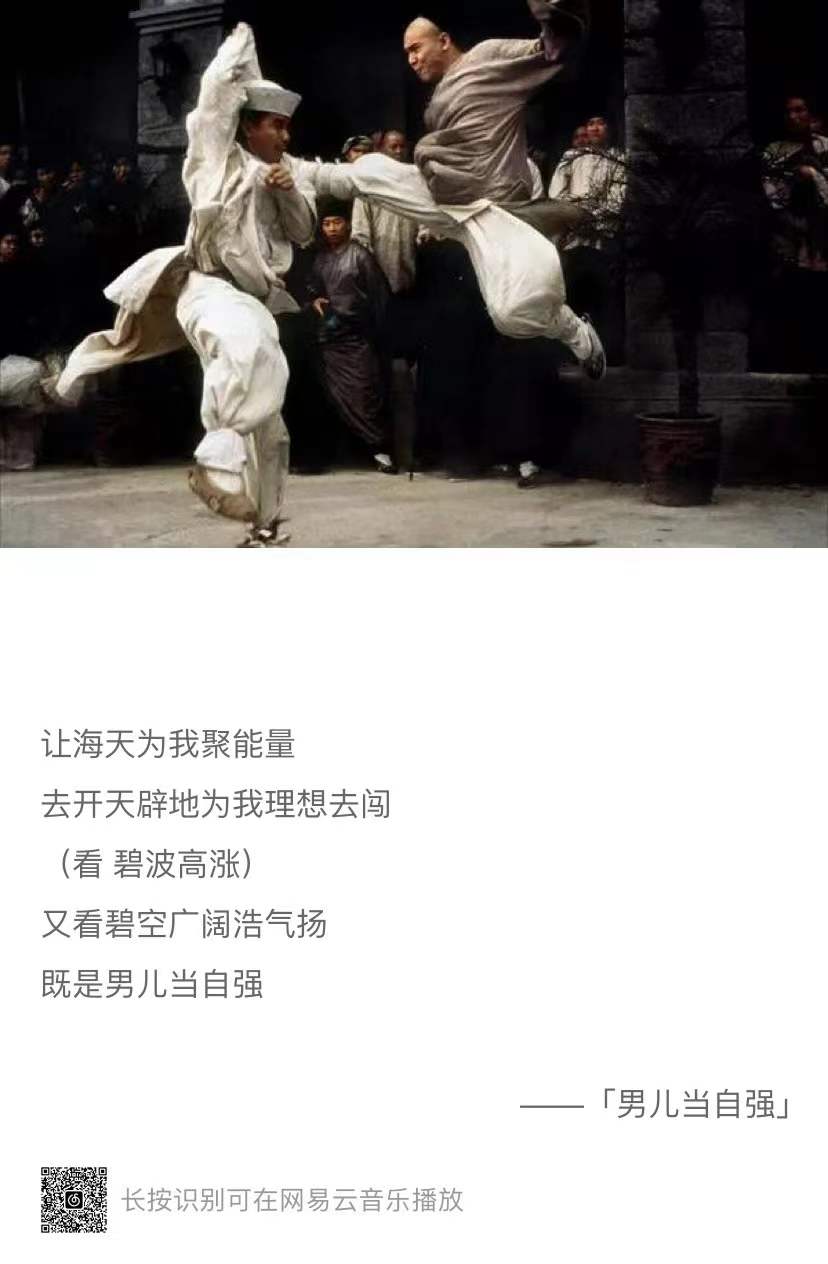 让海天为我聚能量
去开天辟地为我理想去闯
（看 碧波高涨）
又看碧空广阔浩气扬
既是男儿当自强
——「男儿当自强」
长按识别可在网易云音乐播放